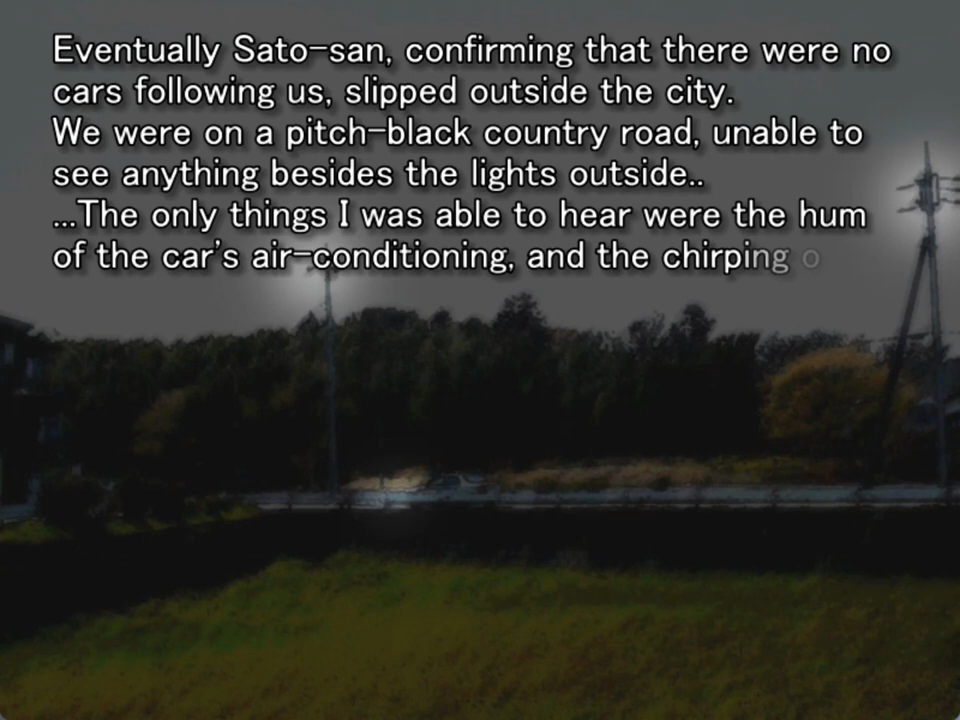 Eventually Sato-san, confirming that there were no
cars following us, slipped outside the city.
We were on a pitch-black country road, unable to
see anything besides the lights outside..
...The only things I was able to hear were the hum
of the car's air-conditioning, and the chirping o